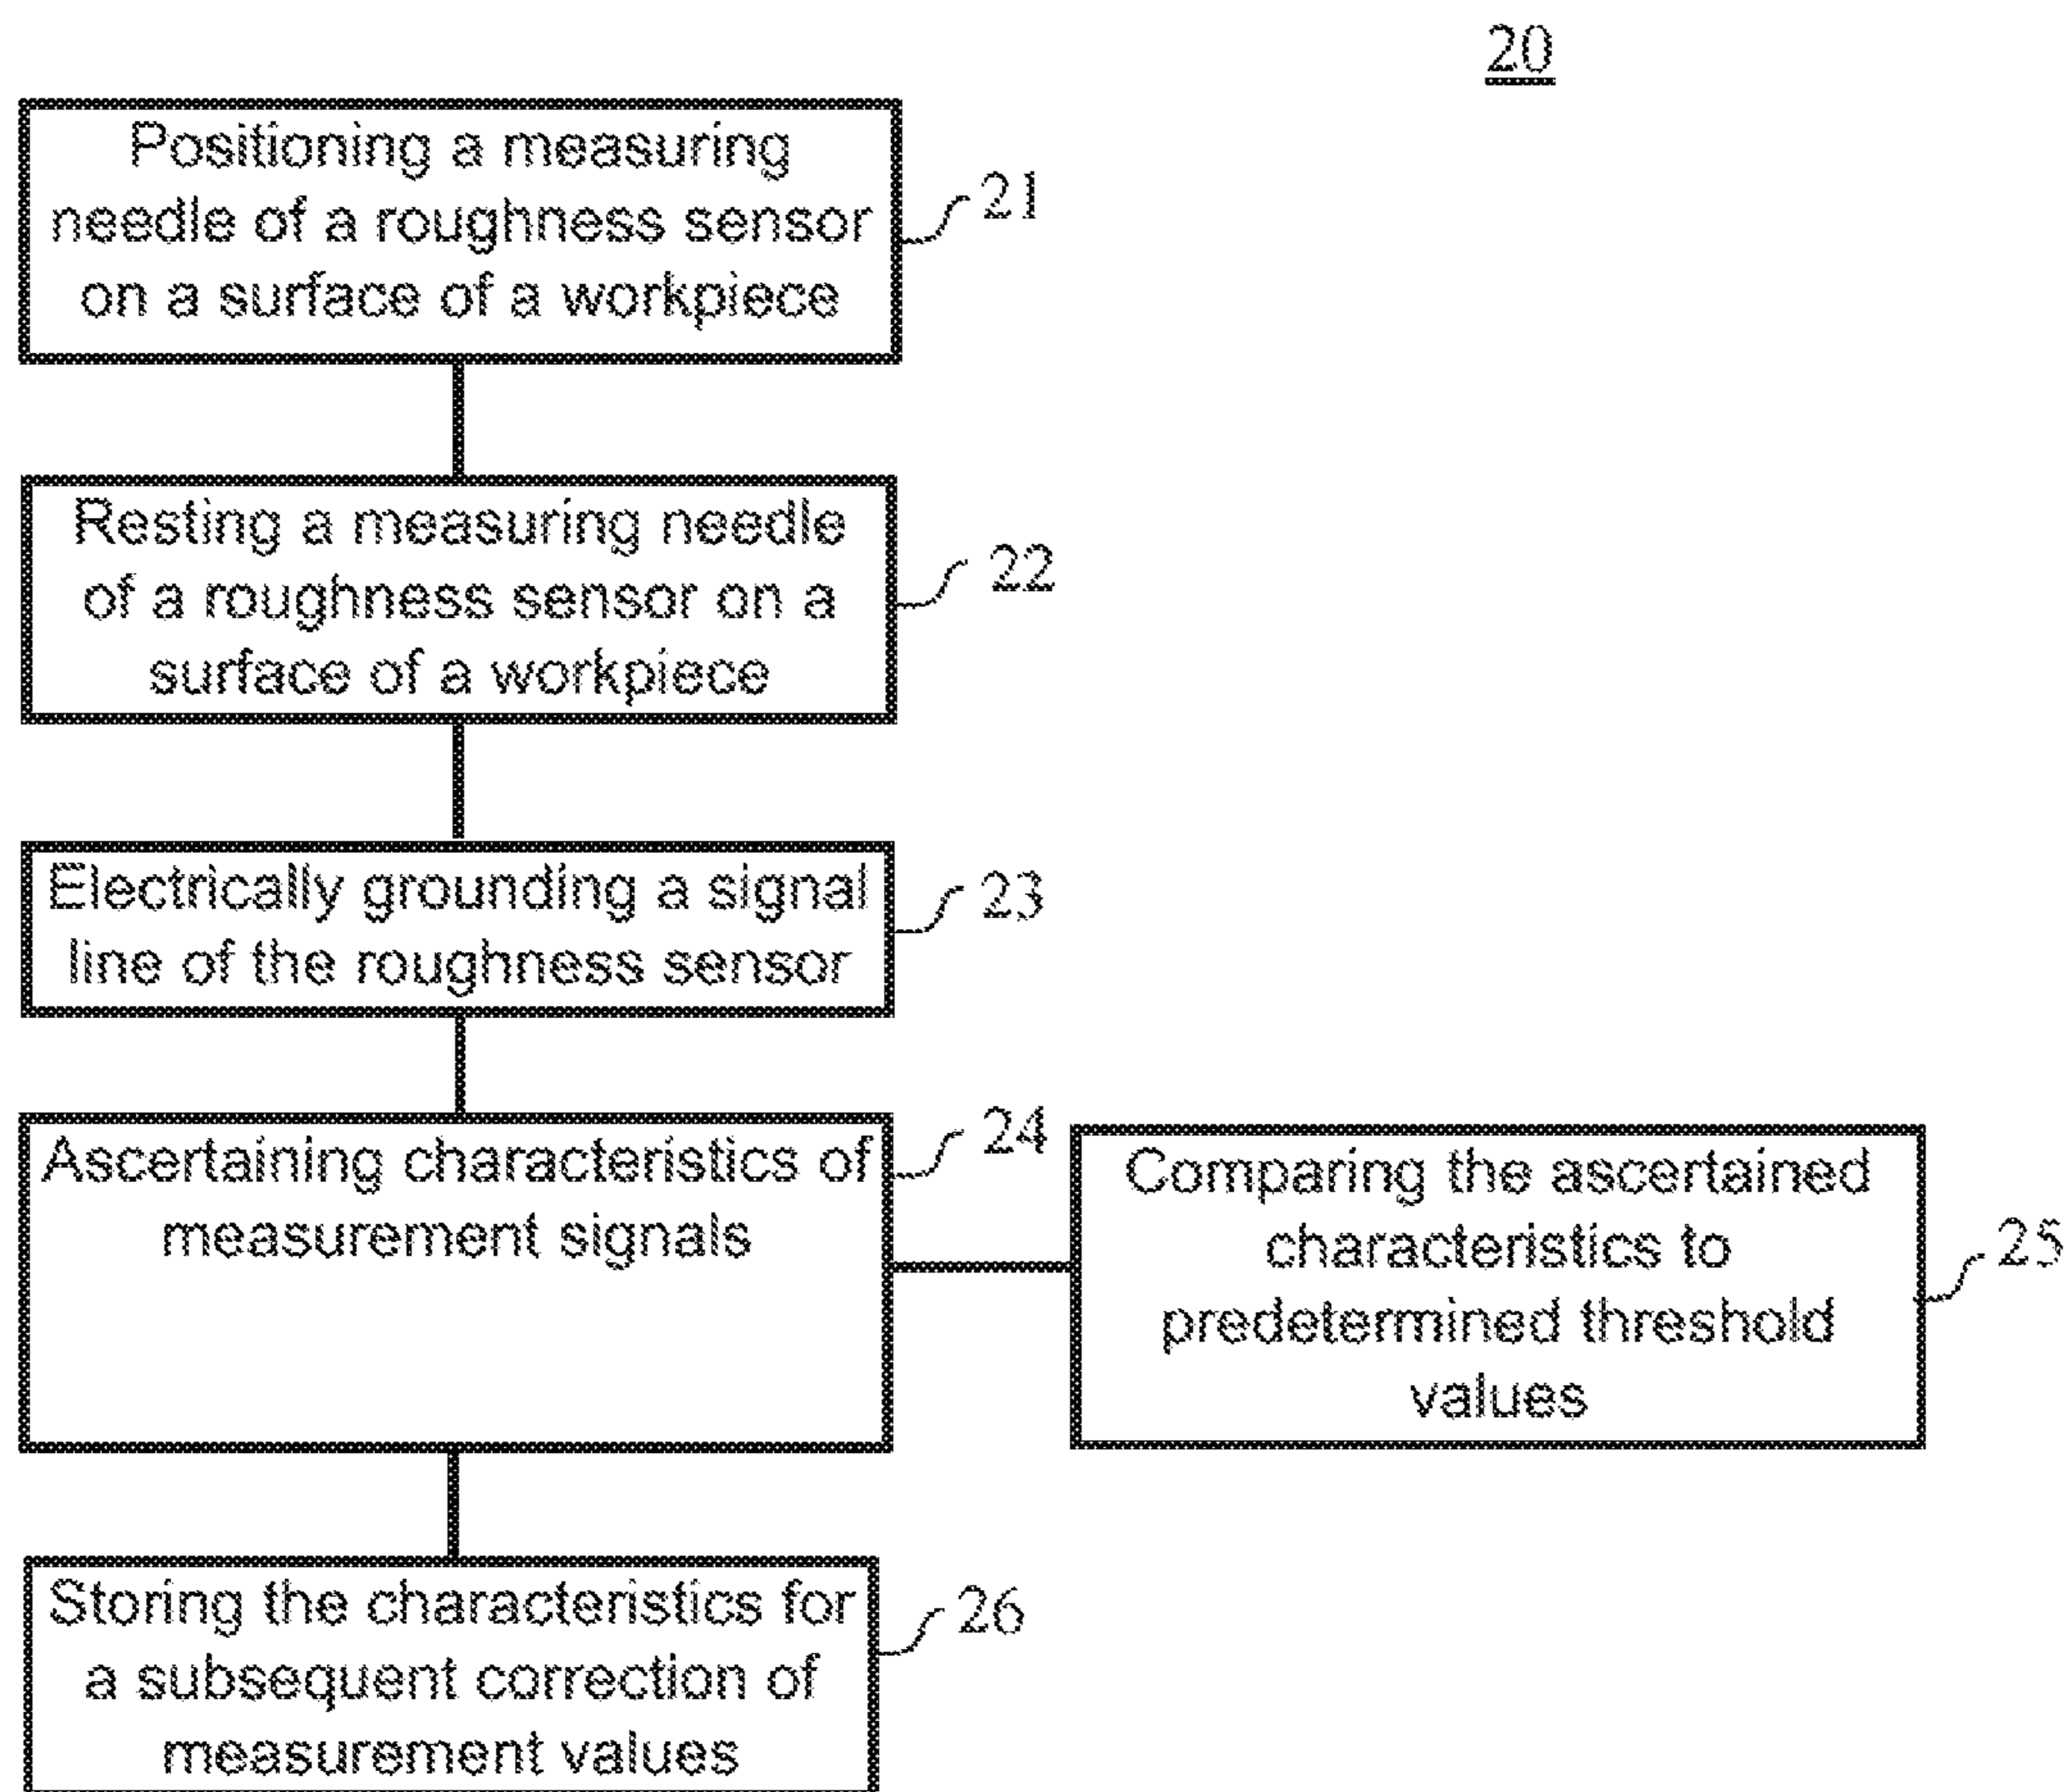 20
Positioning a measuring
needle of a roughness sensor
on a surface of a workpiece
21
Resting a measuring needle
of a roughness sensor on a
surface of a workpiece
22
Electrically grounding a signal
line of the roughness sensor
23
Ascertaining characteristics of
measurement signals
24
Comparing the ascertained
characteristics to
predetermined threshold
values
25
Storing the characteristics for
a subsequent correction of
measurement values
26